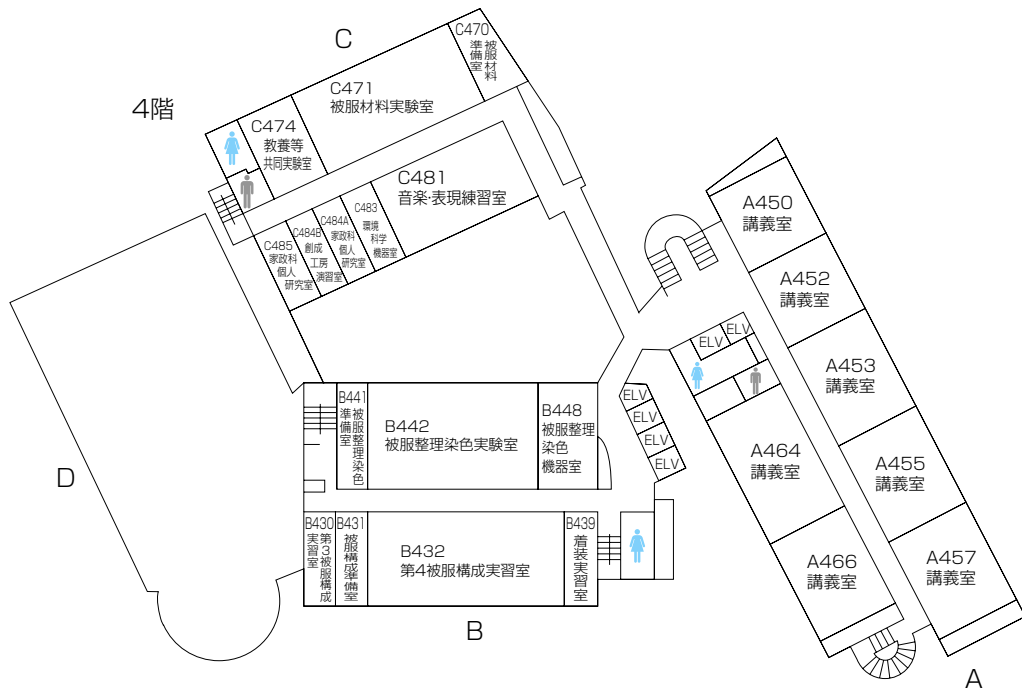 4階
C
C470
被服材料
準備室
C471
被服材料実験室
C474
教養等
共同実験室
C481
音楽・表現練習室
C483
環境
科学
機器室
C484A
家政科
個人
研究室
C484B
創成
工房
演習室
C485
家政科
個人
研究室
A450
講義室
A452
講義室
A453
講義室
A455
講義室
A457
講義室
A464
講義室
A466
講義室
ELV
ELV
ELV
ELV
ELV
ELV
B441
被服整理染色
準備室
B442
被服整理染色実験室
B448
被服整理
染色
機器室
B430
第3被服構成
実習室
B431
被服構成準備室
B432
第4被服構成実習室
B439
着装実習室
D
B
A